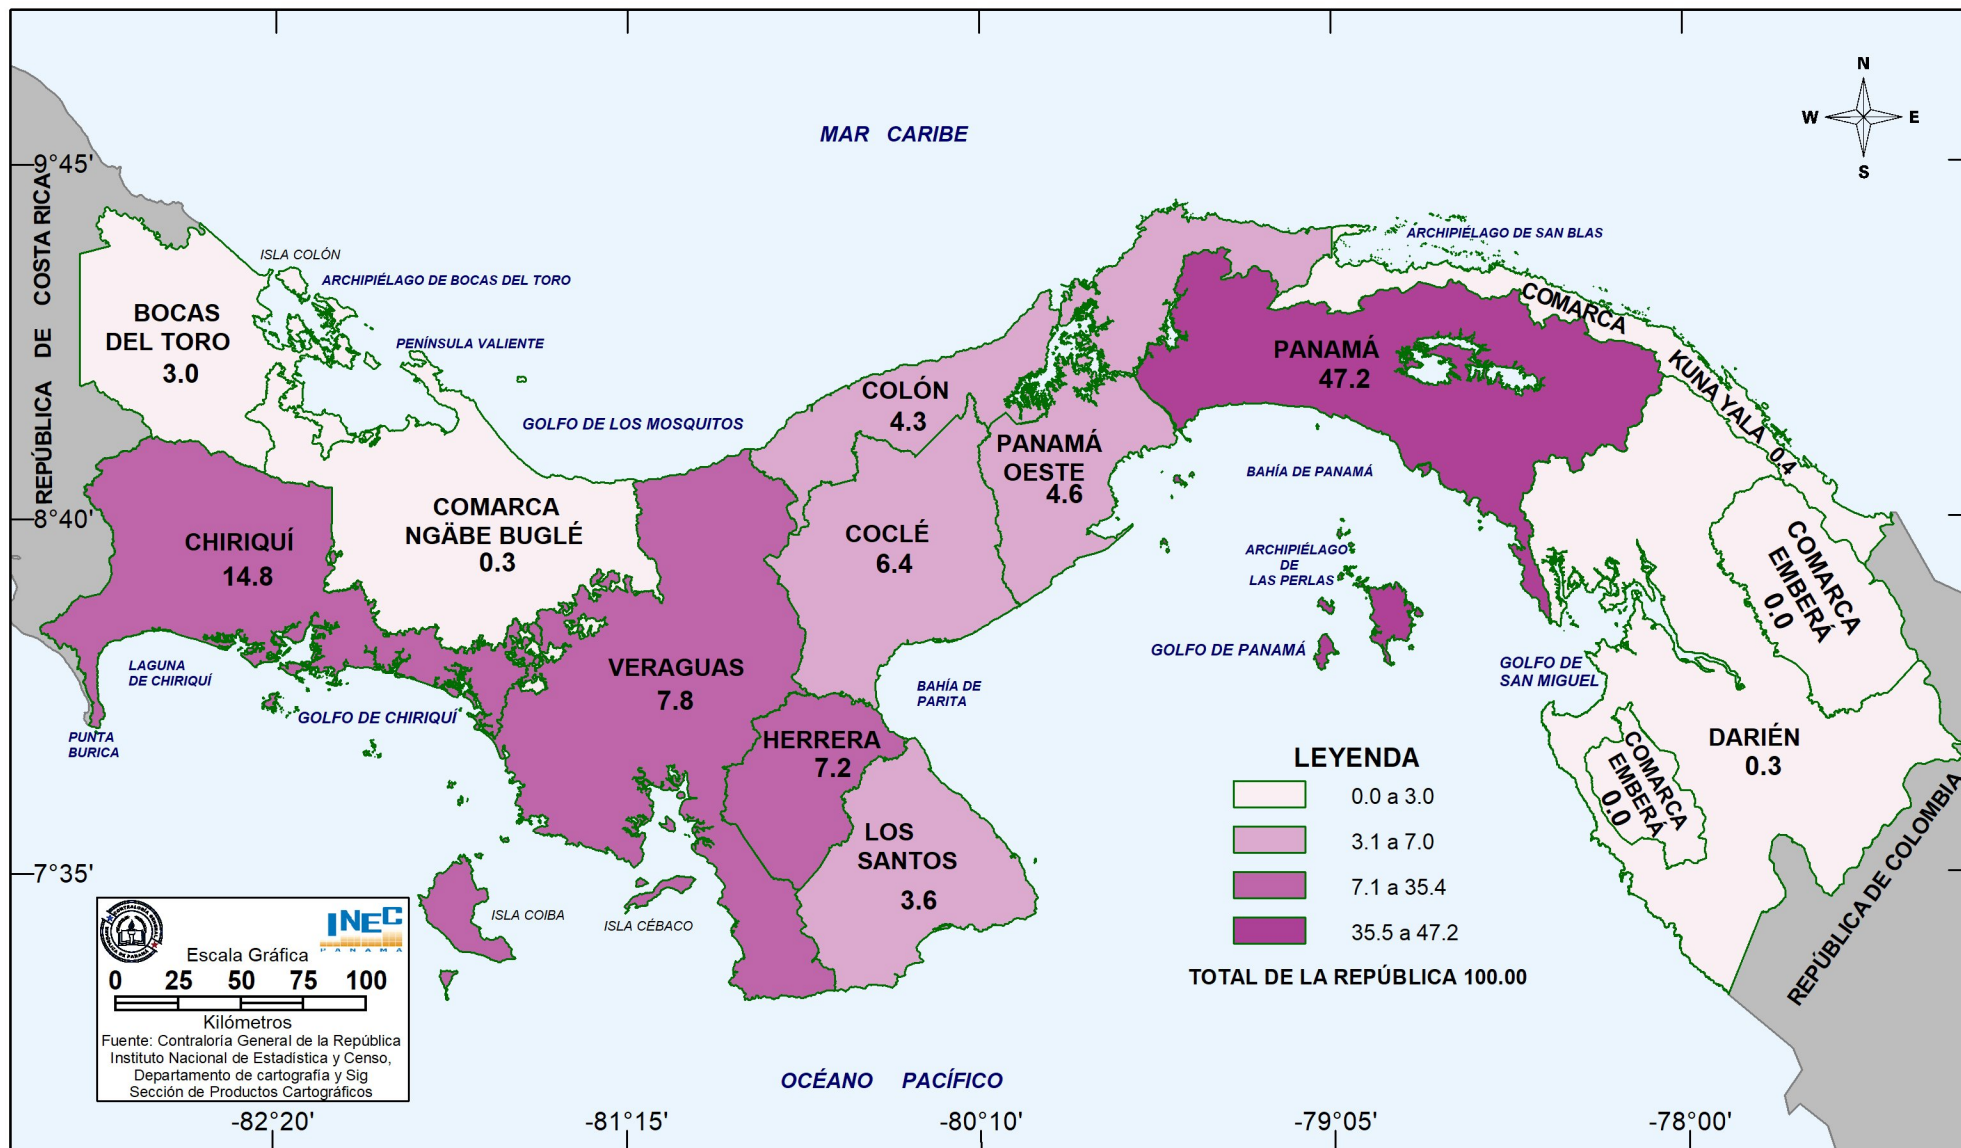 N
W
E
S
MAR CARIBE
9°45'
8°40'
7°35'
REPÚBLICA DE COSTA RICA
ISLA COLÓN
ARCHIPIÉLAGO DE BOCAS DEL TORO
PENÍNSULA VALIENTE
BOCAS
DEL TORO
3.0
GOLFO DE LOS MOSQUITOS
ARCHIPIÉLAGO DE SAN BLAS
COMARCA
KUNA YALA
0.4
PANAMÁ
47.2
COLÓN
4.3
PANAMÁ
OESTE
4.6
BAHÍA DE PANAMÁ
COMARCA
NGÄBE BUGLÉ
0.3
CHIRIQUÍ
14.8
COCLÉ
6.4
ARCHIPIÉLAGO
DE
LAS PERLAS
COMARCA
EMBERÁ
0.0
LAGUNA
DE CHIRIQUÍ
GOLFO DE CHIRIQUÍ
PUNTA
BURICA
VERAGUAS
7.8
BAHÍA DE
PARITA
GOLFO DE PANAMÁ
GOLFO DE
SAN MIGUEL
HERRERA
7.2
DARIÉN
0.3
COMARCA
EMBERÁ
0.0
LOS
SANTOS
3.6
ISLA COIBA
ISLA CÉBACO
REPÚBLICA DE COLOMBIA
LEYENDA
0.0 a 3.0
3.1 a 7.0
7.1 a 35.4
35.5 a 47.2
TOTAL DE LA REPÚBLICA 100.00
INEC
PANAMÁ
Escala Gráfica
0 25 50 75 100
Kilómetros
Fuente: Contraloría General de la República
Instituto Nacional de Estadística y Censo,
Departamento de cartografía y Sig
Sección de Productos Cartográficos
OCÉANO PACÍFICO
-82°20'
-81°15'
-80°10'
-79°05'
-78°00'